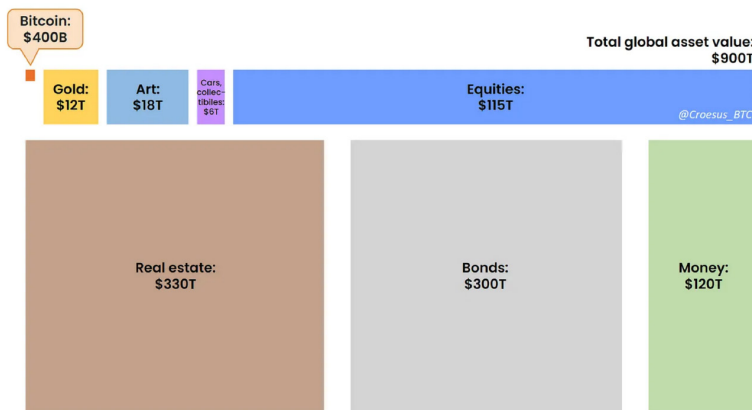 Bitcoin:
$400B
Total global asset value:
$900T
Gold:
$12T
Art:
$18T
Cars,
collec-
tibiles:
$6T
Equities:
$115T
@Croesus_BTC
Real estate:
$330T
Bonds:
$300T
Money:
$120T